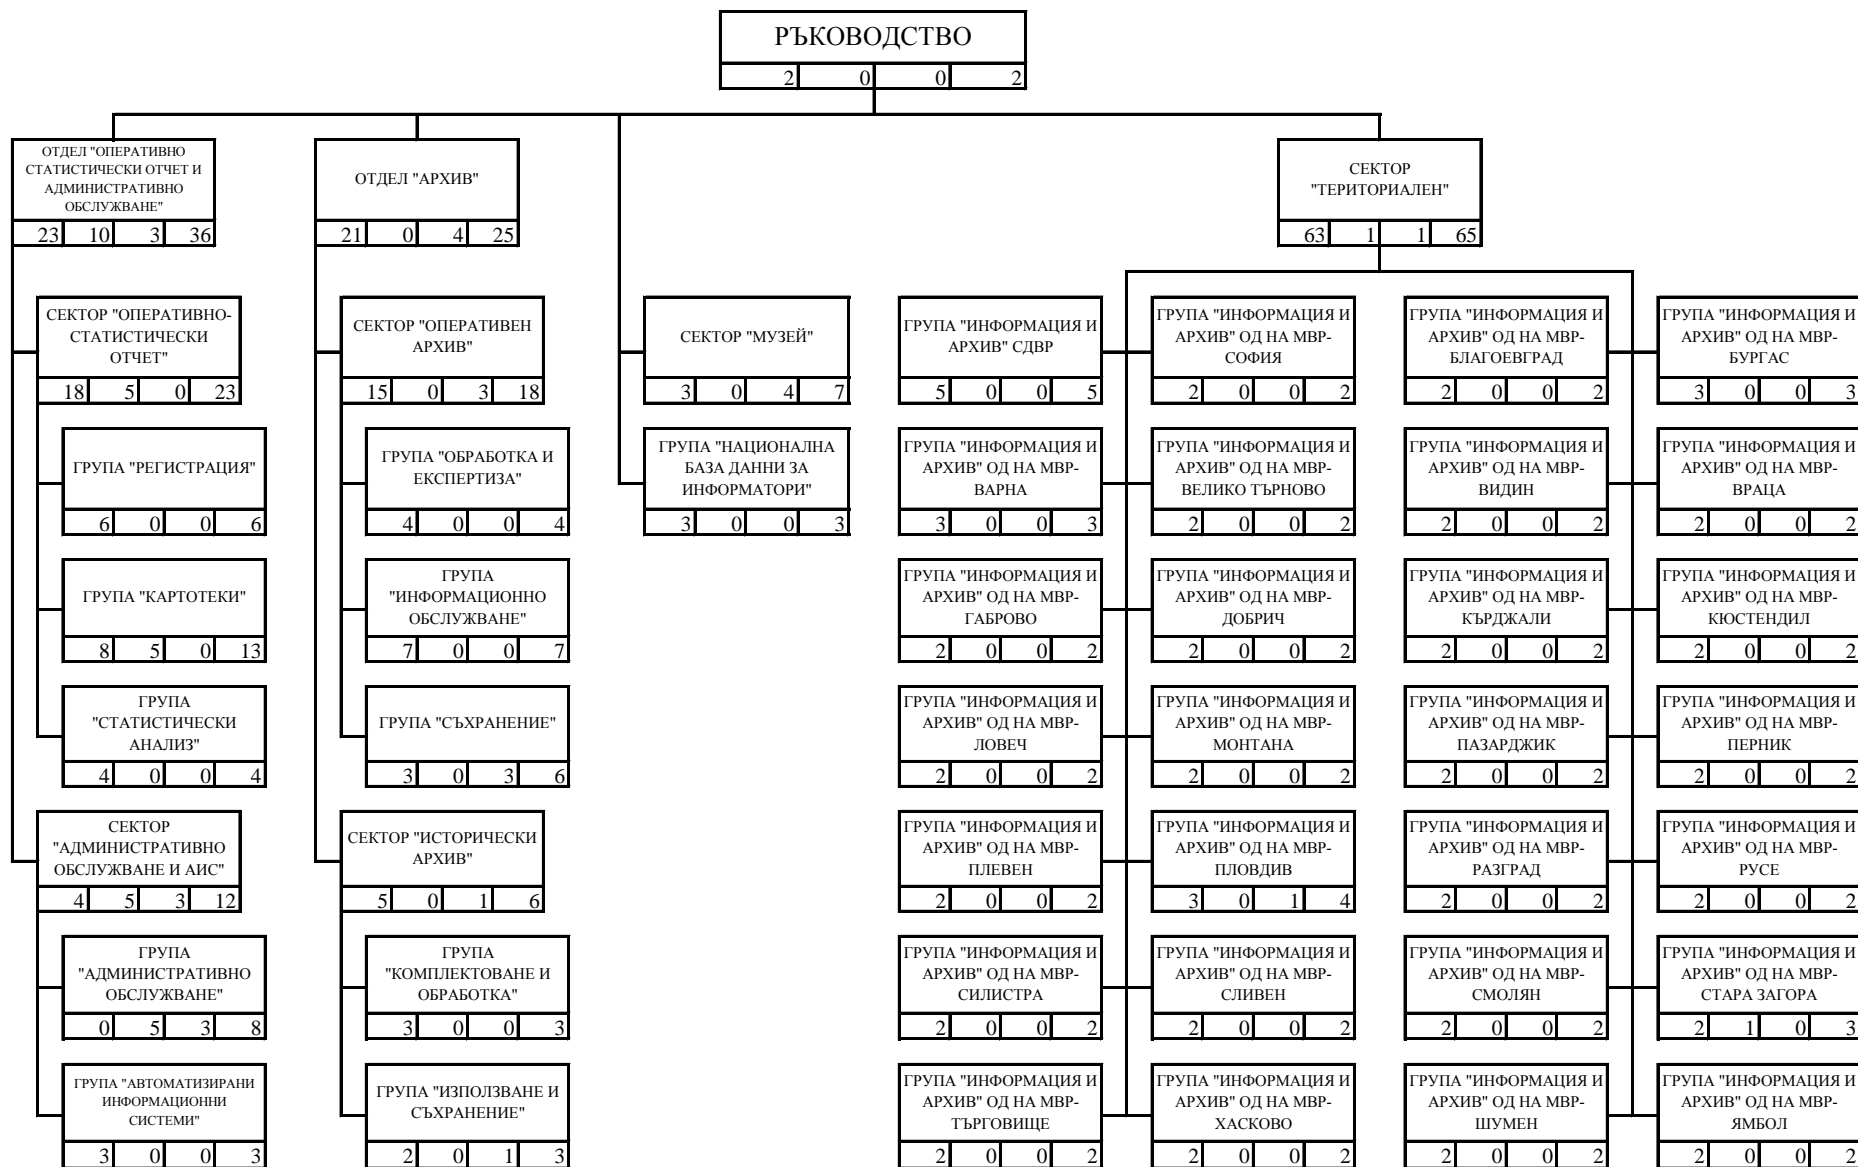 РЪКОВОДСТВО
2 0 0 2
ОТДЕЛ "ОПЕРАТИВНО
СТАТИСТИЧЕСКИ ОТЧЕТ И
АДМИНИСТРАТИВНО
ОБСЛУЖВАНЕ"
23 10 3 36
ОТДЕЛ "АРХИВ"
21 0 4 25
СЕКТОР
"ТЕРИТОРИАЛЕН"
63 1 1 65
СЕКТОР "ОПЕРАТИВНО-
СТАТИСТИЧЕСКИ
ОТЧЕТ"
18 5 0 23
ГРУПА "РЕГИСТРАЦИЯ"
6 0 0 6
ГРУПА "КАРТОТЕКИ"
8 5 0 13
ГРУПА
"СТАТИСТИЧЕСКИ
АНАЛИЗ"
4 0 0 4
СЕКТОР
"АДМИНИСТРАТИВНО
ОБСЛУЖВАНЕ И АИС"
4 5 3 12
ГРУПА
"АДМИНИСТРАТИВНО
ОБСЛУЖВАНЕ"
0 5 3 8
ГРУПА "АВТОМАТИЗИРАНИ
ИНФОРМАЦИОННИ
СИСТЕМИ"
3 0 0 3
СЕКТОР "ОПЕРАТИВЕН
АРХИВ"
15 0 3 18
ГРУПА "ОБРАБОТКА И
ЕКСПЕРТИЗА"
4 0 0 4
ГРУПА
"ИНФОРМАЦИОННО
ОБСЛУЖВАНЕ"
7 0 0 7
ГРУПА "СЪХРАНЕНИЕ"
3 0 3 6
СЕКТОР "ИСТОРИЧЕСКИ
АРХИВ"
5 0 1 6
ГРУПА
"КОМПЛЕКТОВАНЕ И
ОБРАБОТКА"
3 0 0 3
ГРУПА "ИЗПОЛЗВАНЕ И
СЪХРАНЕНИЕ"
2 0 1 3
СЕКТОР "МУЗЕЙ"
3 0 4 7
ГРУПА "НАЦИОНАЛНА
БАЗА ДАННИ ЗА
ИНФОРМАТОРИ"
3 0 0 3
ГРУПА "ИНФОРМАЦИЯ И
АРХИВ" СДВР
5 0 0 5
ГРУПА "ИНФОРМАЦИЯ И
АРХИВ" ОД НА МВР-
СОФИЯ
2 0 0 2
ГРУПА "ИНФОРМАЦИЯ И
АРХИВ" ОД НА МВР-
БЛАГОЕВГРАД
2 0 0 2
ГРУПА "ИНФОРМАЦИЯ И
АРХИВ" ОД НА МВР-
БУРГАС
3 0 0 3
ГРУПА "ИНФОРМАЦИЯ И
АРХИВ" ОД НА МВР-
ВАРНА
3 0 0 3
ГРУПА "ИНФОРМАЦИЯ И
АРХИВ" ОД НА МВР-
ВЕЛИКО ТЪРНОВО
2 0 0 2
ГРУПА "ИНФОРМАЦИЯ И
АРХИВ" ОД НА МВР-
ВИДИН
2 0 0 2
ГРУПА "ИНФОРМАЦИЯ И
АРХИВ" ОД НА МВР-
ВРАЦА
2 0 0 2
ГРУПА "ИНФОРМАЦИЯ И
АРХИВ" ОД НА МВР-
ГАБРОВО
2 0 0 2
ГРУПА "ИНФОРМАЦИЯ И
АРХИВ" ОД НА МВР-
ДОБРИЧ
2 0 0 2
ГРУПА "ИНФОРМАЦИЯ И
АРХИВ" ОД НА МВР-
КЪРДЖАЛИ
2 0 0 2
ГРУПА "ИНФОРМАЦИЯ И
АРХИВ" ОД НА МВР-
КЮСТЕНДИЛ
2 0 0 2
ГРУПА "ИНФОРМАЦИЯ И
АРХИВ" ОД НА МВР-
ЛОВЕЧ
2 0 0 2
ГРУПА "ИНФОРМАЦИЯ И
АРХИВ" ОД НА МВР-
МОНТАНА
2 0 0 2
ГРУПА "ИНФОРМАЦИЯ И
АРХИВ" ОД НА МВР-
ПАЗАРДЖИК
2 0 0 2
ГРУПА "ИНФОРМАЦИЯ И
АРХИВ" ОД НА МВР-
ПЕРНИК
2 0 0 2
ГРУПА "ИНФОРМАЦИЯ И
АРХИВ" ОД НА МВР-
ПЛЕВЕН
2 0 0 2
ГРУПА "ИНФОРМАЦИЯ И
АРХИВ" ОД НА МВР-
ПЛОВДИВ
3 0 1 4
ГРУПА "ИНФОРМАЦИЯ И
АРХИВ" ОД НА МВР-
РАЗГРАД
2 0 0 2
ГРУПА "ИНФОРМАЦИЯ И
АРХИВ" ОД НА МВР-
РУСЕ
2 0 0 2
ГРУПА "ИНФОРМАЦИЯ И
АРХИВ" ОД НА МВР-
СИЛИСТРА
2 0 0 2
ГРУПА "ИНФОРМАЦИЯ И
АРХИВ" ОД НА МВР-
СЛИВЕН
2 0 0 2
ГРУПА "ИНФОРМАЦИЯ И
АРХИВ" ОД НА МВР-
СМОЛЯН
2 0 0 2
ГРУПА "ИНФОРМАЦИЯ И
АРХИВ" ОД НА МВР-
СТАРА ЗАГОРА
2 1 0 3
ГРУПА "ИНФОРМАЦИЯ И
АРХИВ" ОД НА МВР-
ТЪРГОВИЩЕ
2 0 0 2
ГРУПА "ИНФОРМАЦИЯ И
АРХИВ" ОД НА МВР-
ХАСКОВО
2 0 0 2
ГРУПА "ИНФОРМАЦИЯ И
АРХИВ" ОД НА МВР-
ШУМЕН
2 0 0 2
ГРУПА "ИНФОРМАЦИЯ И
АРХИВ" ОД НА МВР-
ЯМБОЛ
2 0 0 2